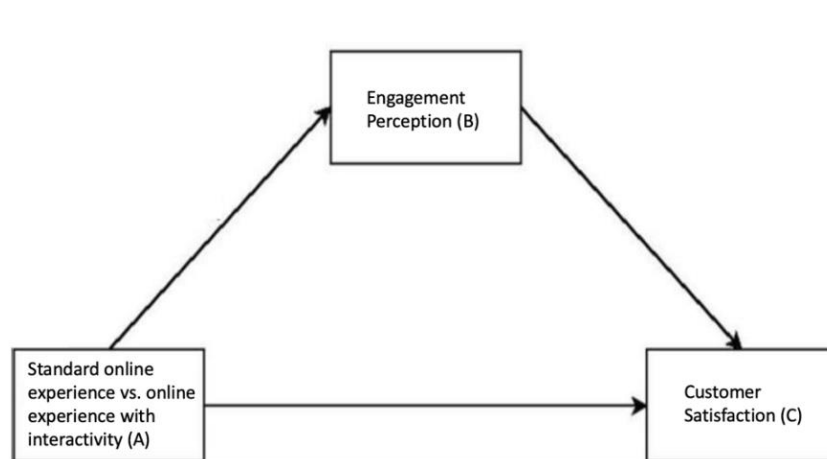 Engagement
Perception (B)
Standard online
experience vs. online
experience with
interactivity (A)
Customer
Satisfaction (C)